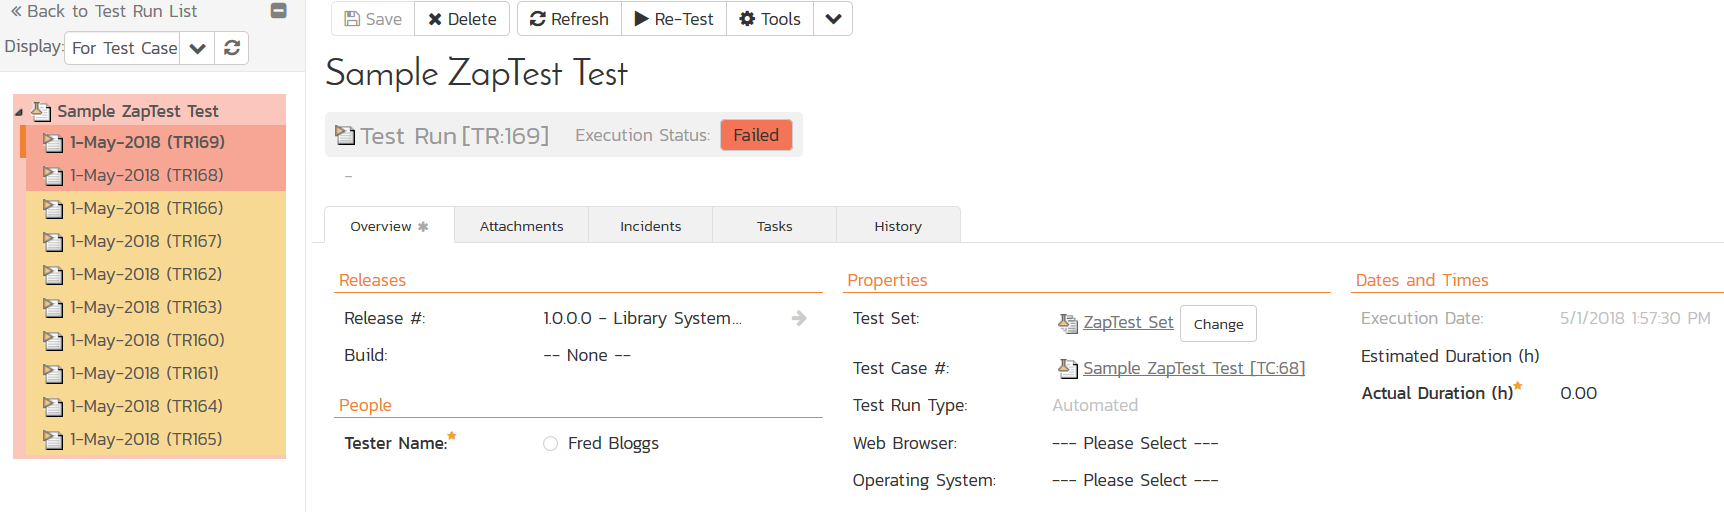 « Back to Test Run List
Display: For Test Case
Sample ZapTest Test
1-May-2018 (TR169)
1-May-2018 (TR168)
1-May-2018 (TR166)
1-May-2018 (TR167)
1-May-2018 (TR162)
1-May-2018 (TR163)
1-May-2018 (TR160)
1-May-2018 (TR161)
1-May-2018 (TR164)
1-May-2018 (TR165)
Save Delete Refresh Re-Test Tools
Sample ZapTest Test
Test Run [TR:169] Execution Status: Failed
-
Overview Attachments Incidents Tasks History
Releases
Release #: 1.0.0.0 - Library System...
Build: -- None --
People
Tester Name: Fred Bloggs
Properties
Test Set: ZapTest Set Change
Test Case #: Sample ZapTest Test [TC:68]
Test Run Type: Automated
Web Browser: --- Please Select ---
Operating System: --- Please Select ---
Dates and Times
Execution Date: 5/1/2018 1:57:30 PM
Estimated Duration (h)
Actual Duration (h) 0.00